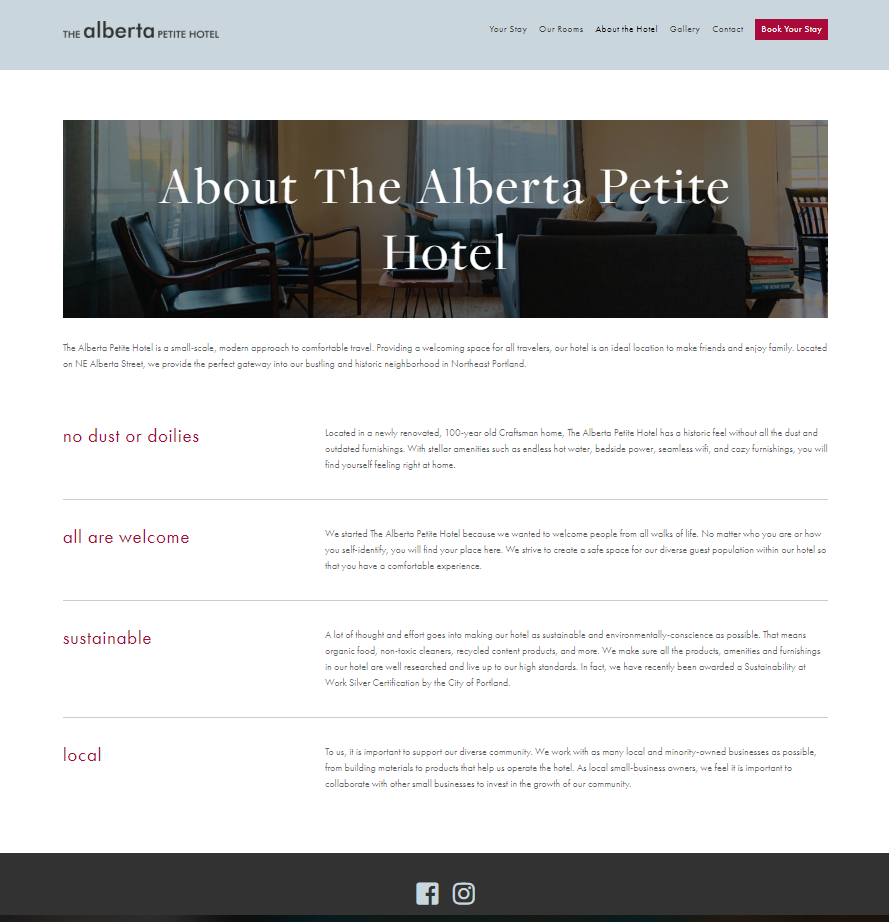 THE alberta PETITE HOTEL
Your Stay Our Rooms About the Hotel Gallery Contact Book Your Stay
About The Alberta Petite
Hotel
The Alberta Petite Hotel is a small-scale, modern approach to comfortable travel. Providing a welcoming space for all travelers, our hotel is an ideal location to make friends and enjoy family. Located
on NE Alberta Street, we provide the perfect gateway into our bustling and historic neighborhood in Northeast Portland.
no dust or doilies
Located in a newly renovated, 100-year old Craftsman home, The Alberta Petite Hotel has a historic feel without all the dust and
outdated furnishings. With stellar amenities such as endless hot water, bedside power, seamless wifi, and cozy furnishings, you will
find yourself feeling right at home.
all are welcome
We started The Alberta Petite Hotel because we wanted to welcome people from all walks of life. No matter who you are or how
you self-identify, you will find your place here. We strive to create a safe space for our diverse guest population within our hotel so
that you have a comfortable experience.
sustainable
A lot of thought and effort goes into making our hotel as sustainable and environmentally-conscience as possible. That means
organic food, non-toxic cleaners, recycled content products, and more. We make sure all the products, amenities and furnishings
in our hotel are well researched and live up to our high standards. In fact, we have recently been awarded a Sustainability at
Work Silver Certification by the City of Portland.
local
To us, it is important to support our diverse community. We work with as many local and minority-owned businesses as possible,
from building materials to products that help us operate the hotel. As local small-business owners, we feel it is important to
collaborate with other small businesses to invest in the growth of our community.